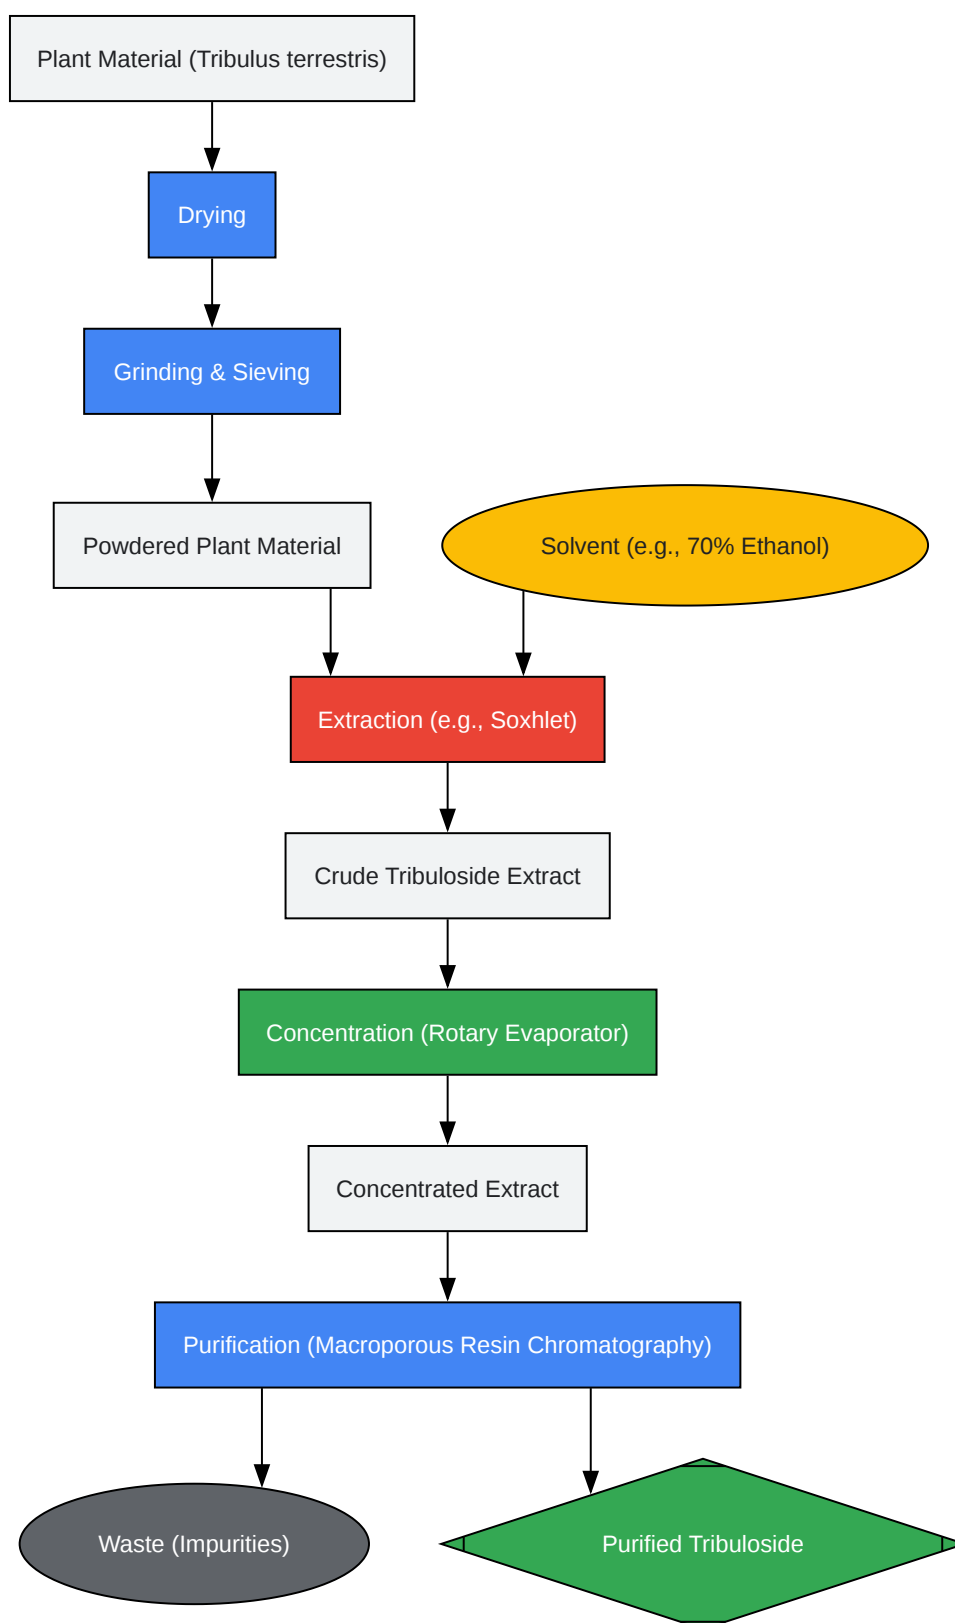 Plant Material (Tribulus terrestris)
Drying
Grinding & Sieving
Powdered Plant Material
Solvent (e.g., 70% Ethanol)
Extraction (e.g., Soxhlet)
Crude Tribuloside Extract
Concentration (Rotary Evaporator)
Concentrated Extract
Purification (Macroporous Resin Chromatography)
Waste (Impurities)
Purified Tribuloside